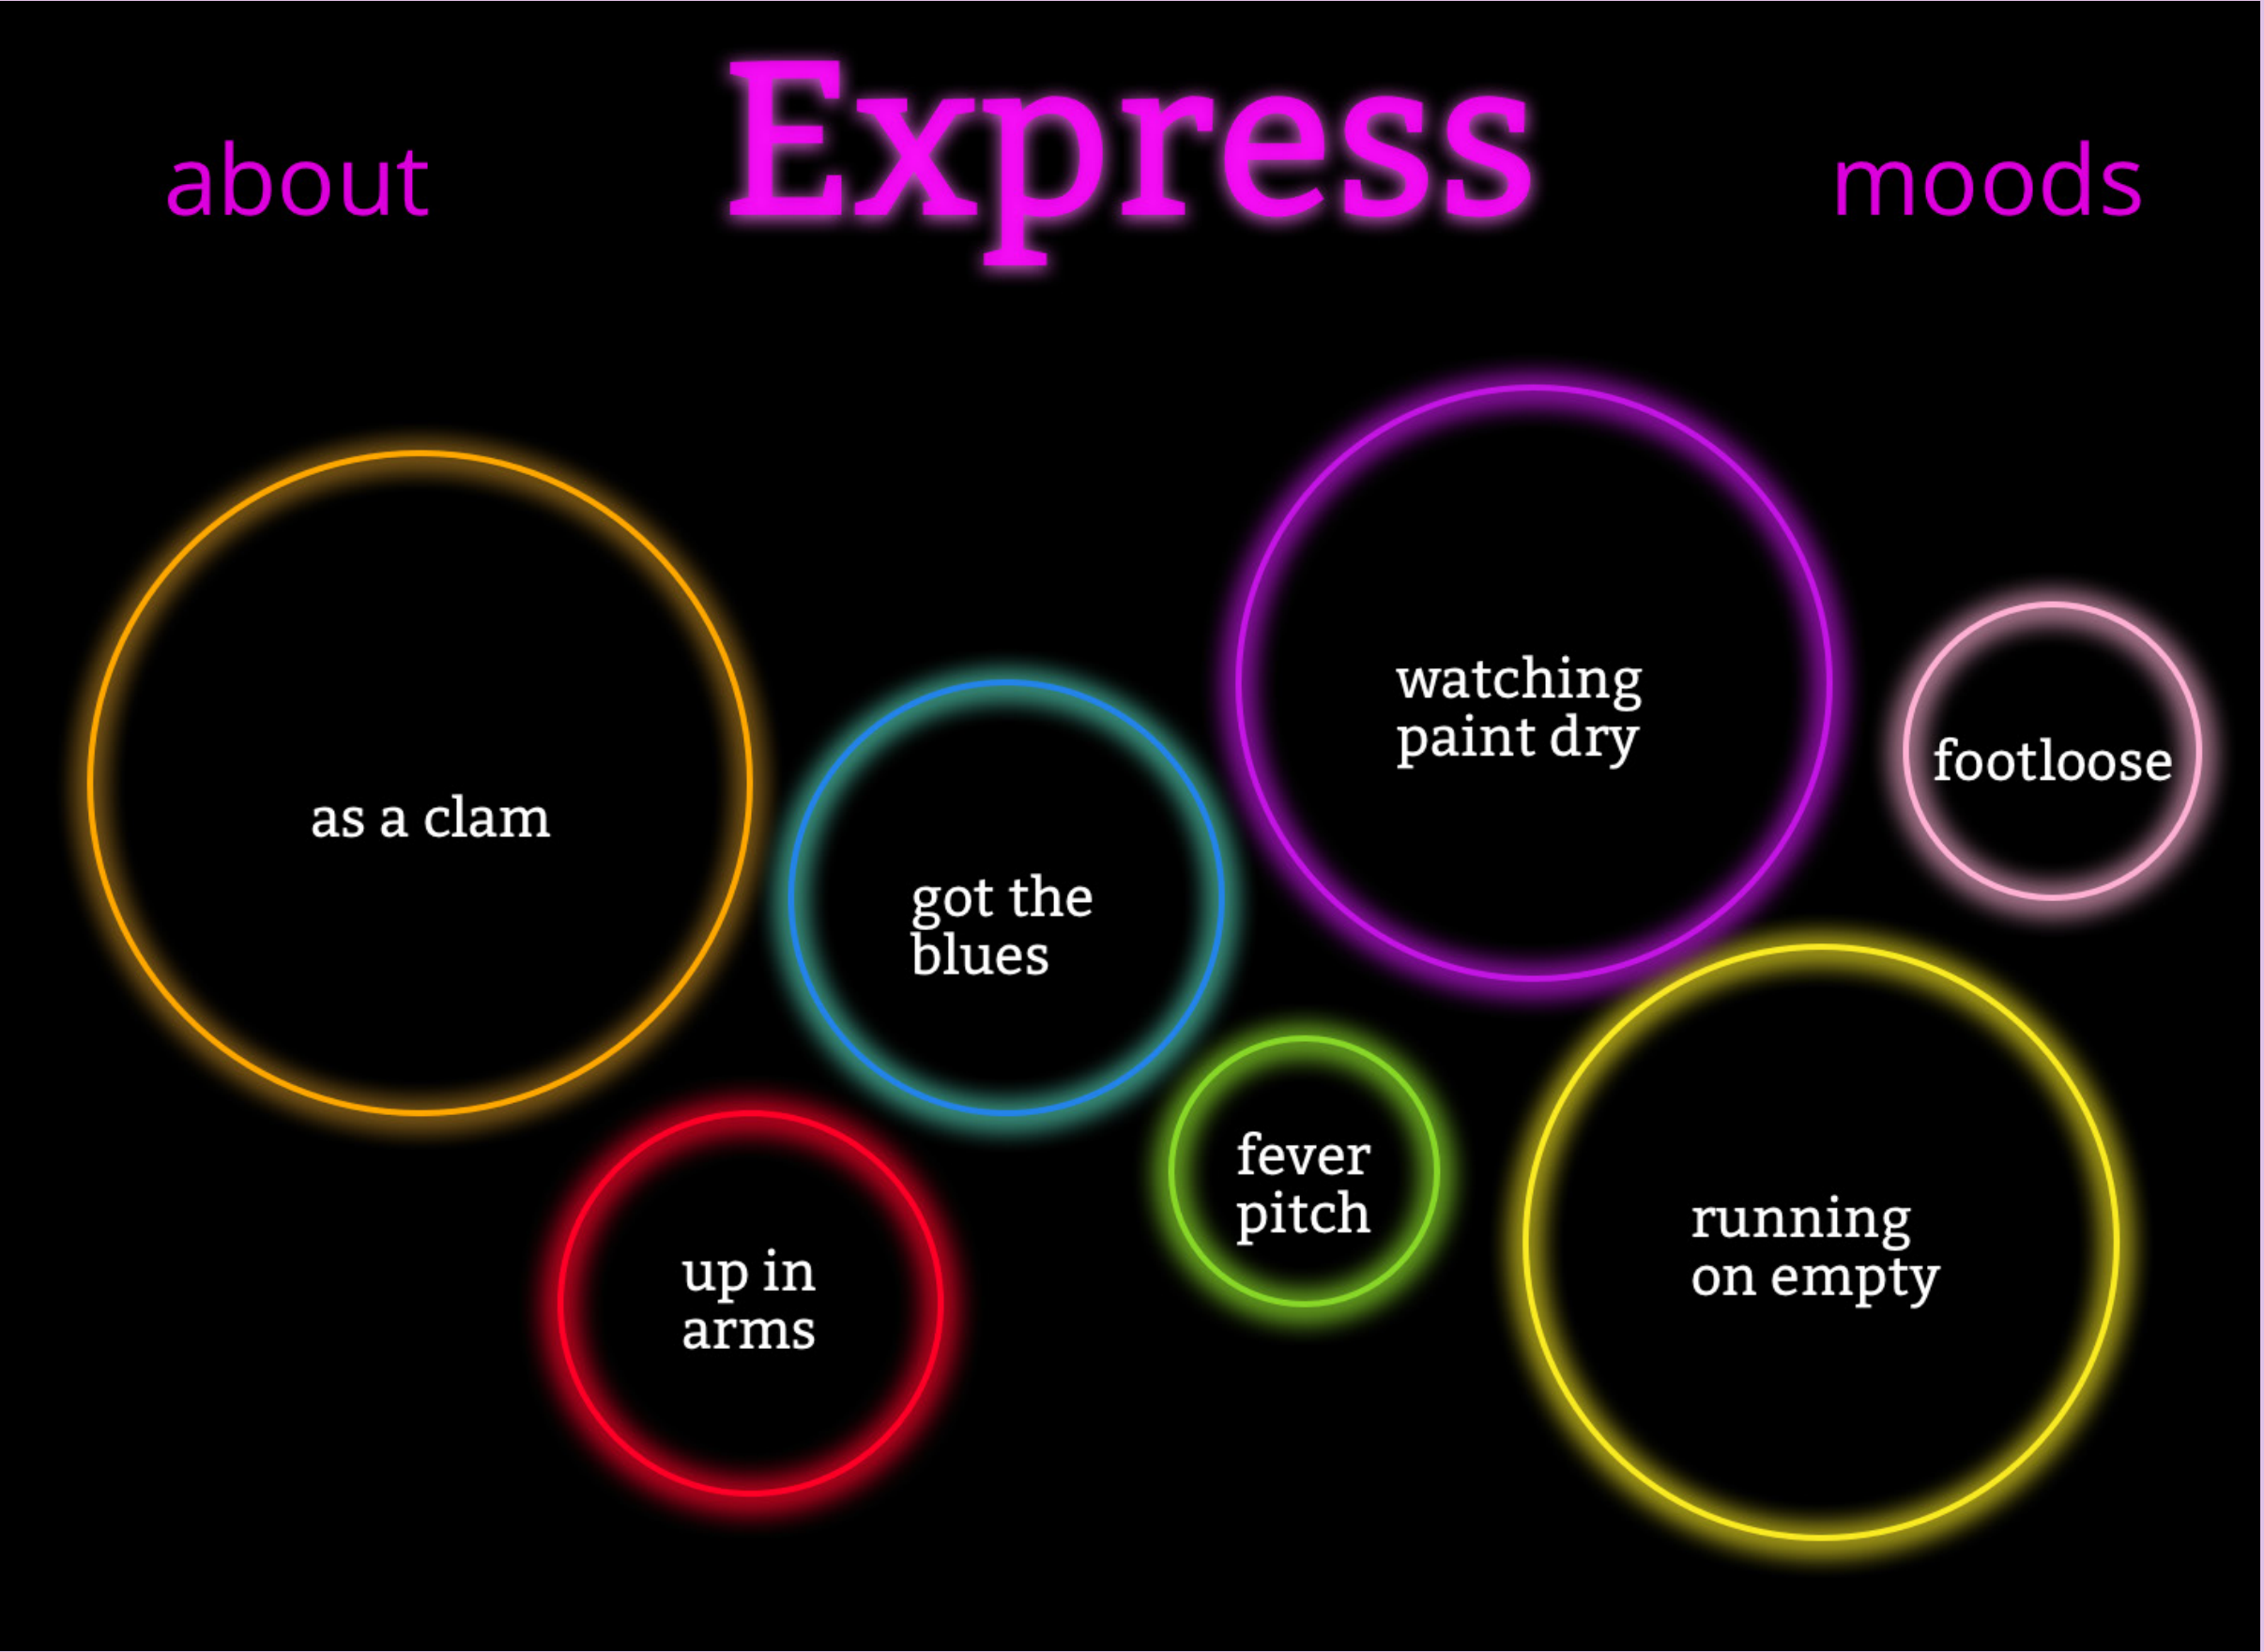 about
Express
moods
as a clam
got the
blues
watching
paint dry
footloose
up in
arms
fever
pitch
running
on empty